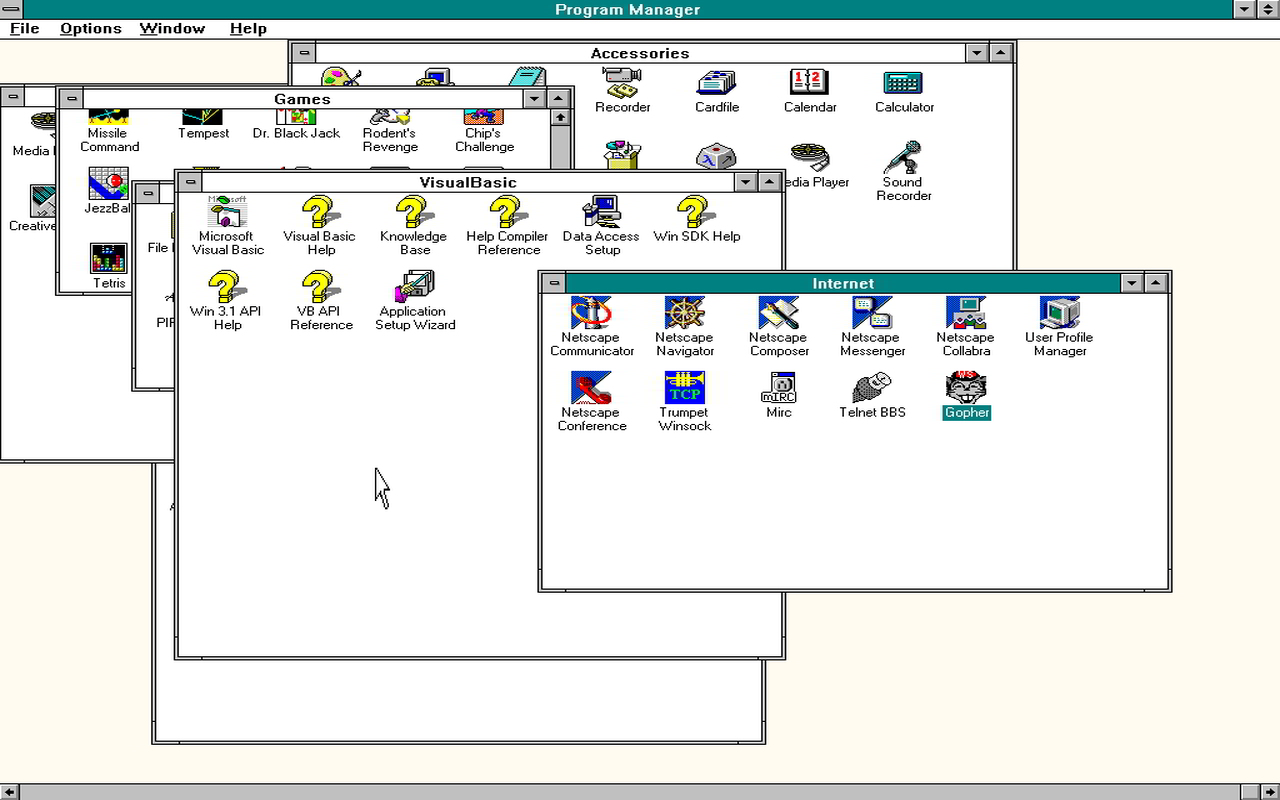 Program Manager
File Options Window Help
Accessories
Recorder Cardfile Calendar Calculator
Media Player Sound
Recorder
Games
Missile
Command
Tempest
Dr. Black Jack
Rodent's
Revenge
Chip's
Challenge
Tetris
Media
Creative
File
VisualBasic
Microsoft
Visual Basic
Visual Basic
Help
Knowledge
Base
Help Compiler
Reference
Data Access
Setup
Win SDK Help
Win 3.1 API
Help
VB API
Reference
Application
Setup Wizard
Internet
Netscape
Communicator
Netscape
Navigator
Netscape
Composer
Netscape
Messenger
Netscape
Collabra
User Profile
Manager
Netscape
Conference
TCP
Trumpet
Winsock
mIRC
Mirc
Telnet BBS
WS
Gopher